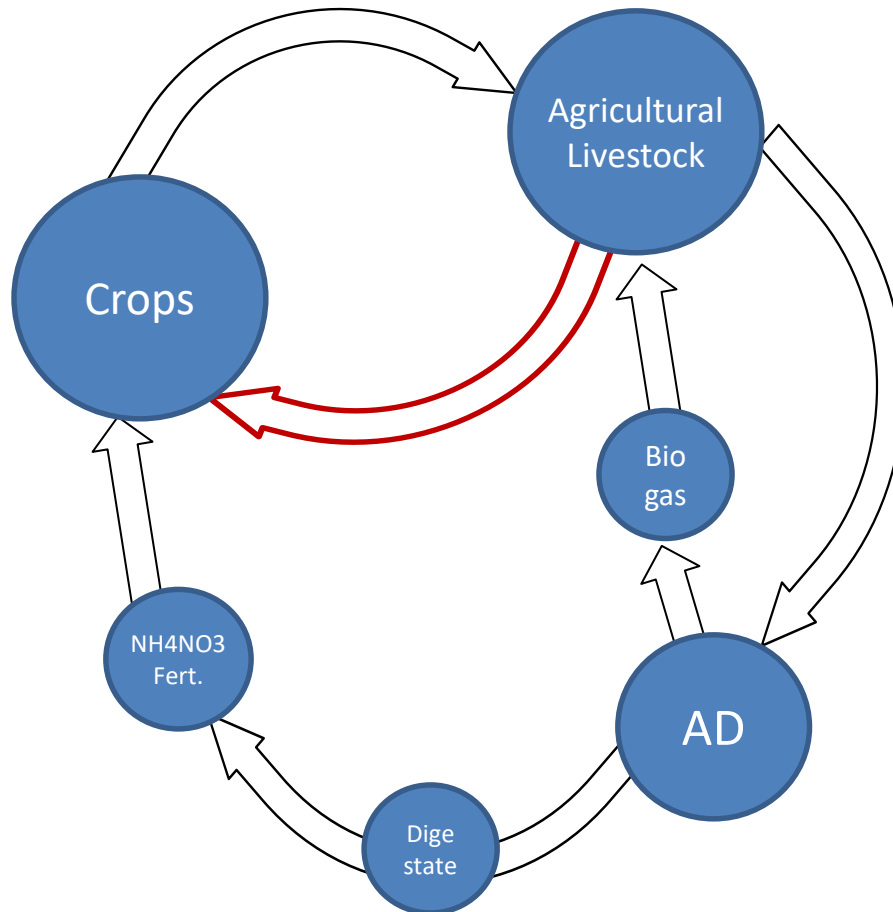 Agricultural
Livestock
Crops
Bio
gas
NH4NO3
Fert.
AD
Dige
state